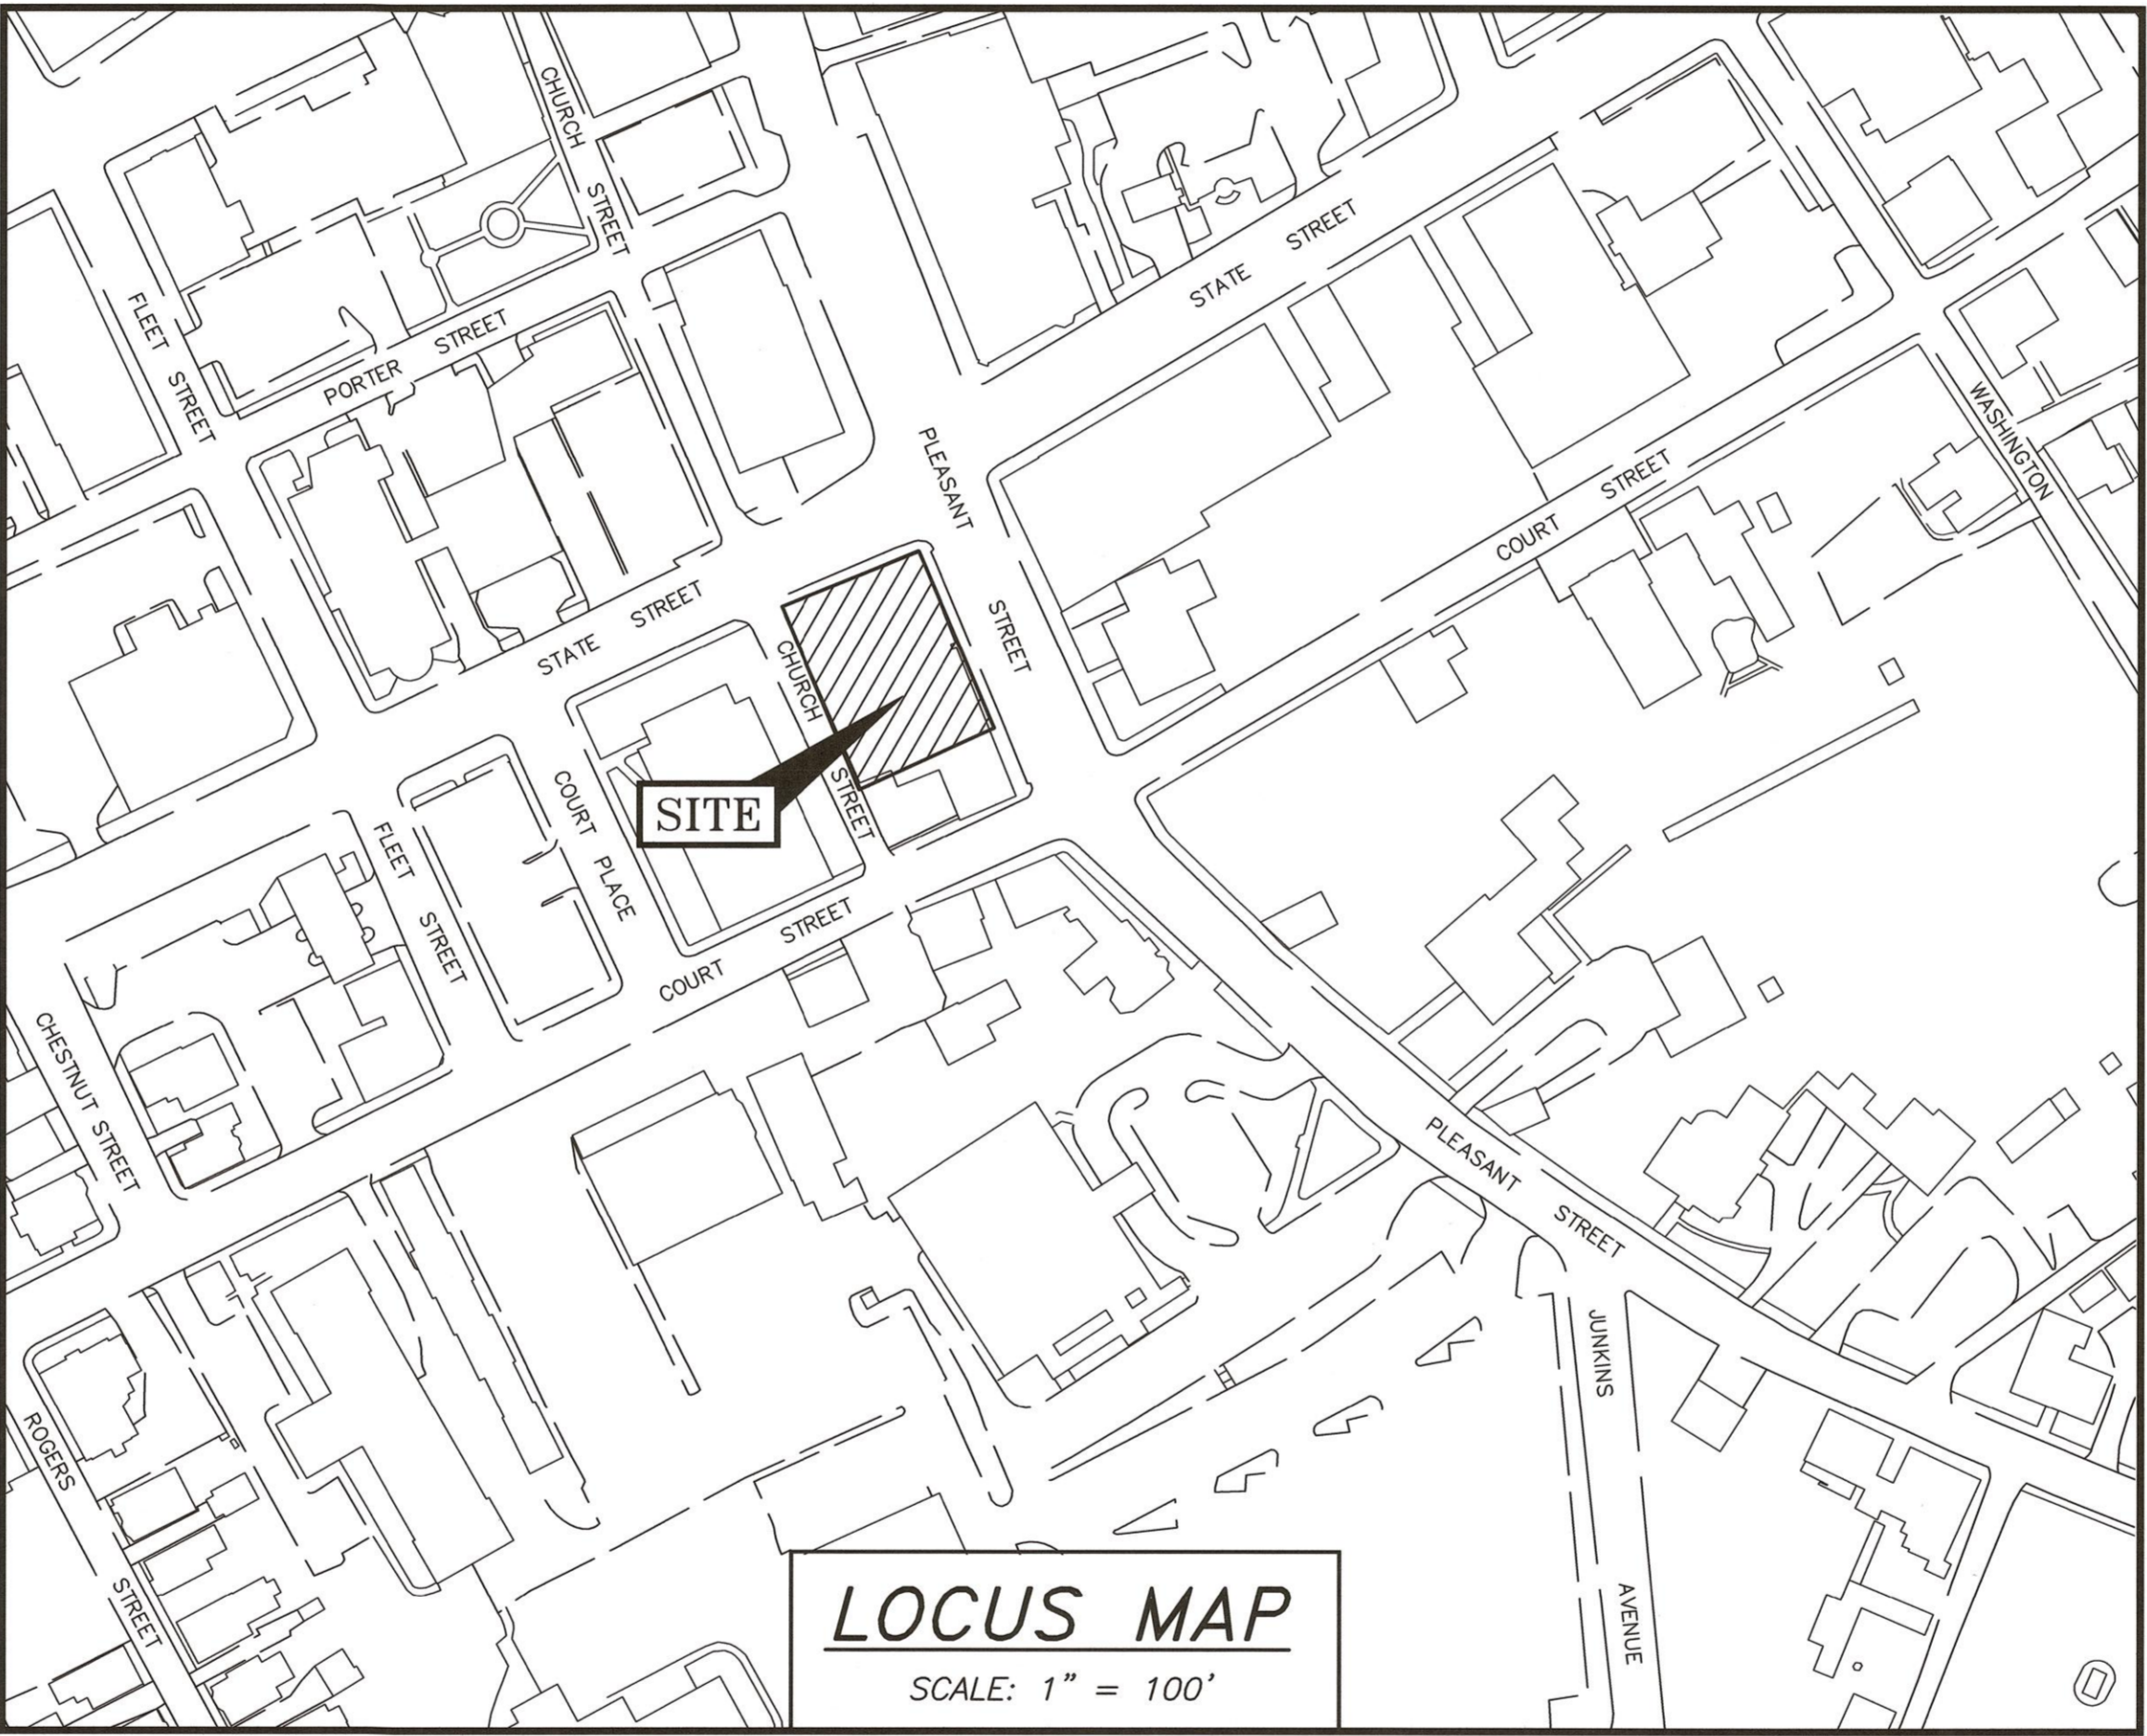 CHURCH
STREET
STATE
STREET
FLEET
STREET
PORTER
STREET
WASHINGTON
PLEASANT
STREET
COURT
STREET
STATE
STREET
CHURCH
STREET
SITE
COURT
PLACE
FLEET
STREET
COURT
STREET
CHESTNUT STREET
PLEASANT
STREET
JUNKINS
AVENUE
ROGERS
STREET
LOCUS MAP
SCALE: 1" = 100'